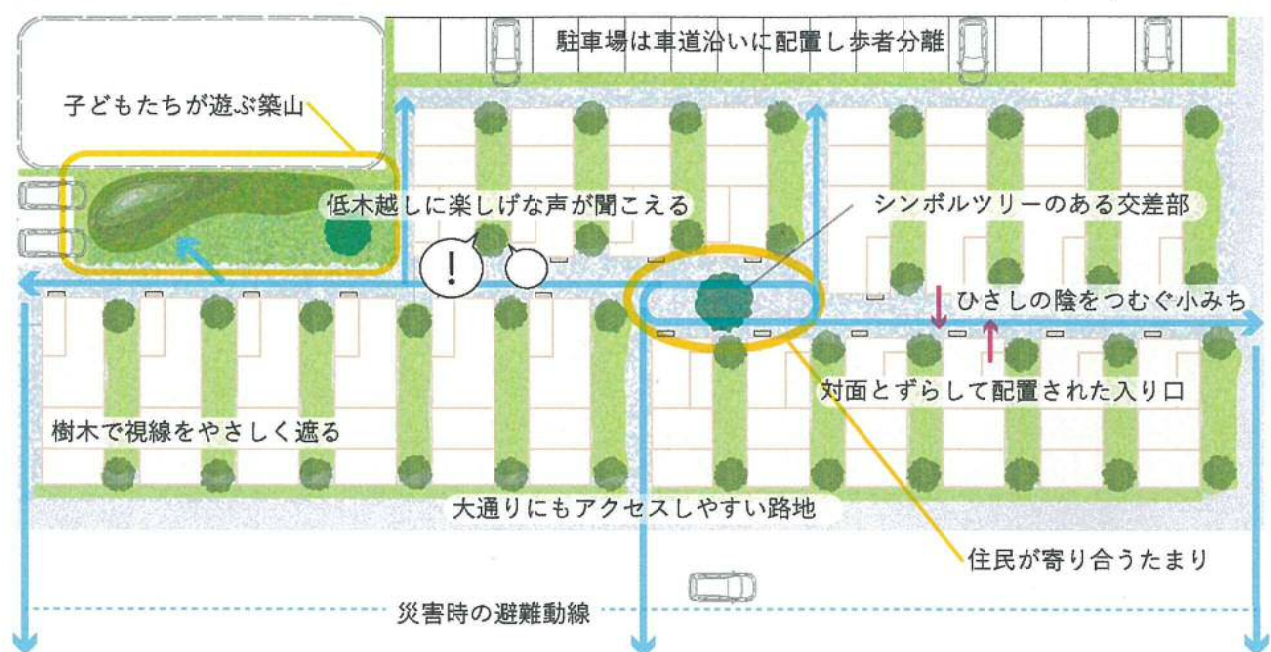 駐車場は車道沿いに配置し歩者分離
子どもたちが遊ぶ築山
低木越しに楽しげな声が聞こえる
シンボルツリーのある交差部
!
ひさしの陰をつむぐ小みち
対面とずらして配置された入り口
樹木で視線をやさしく遮る
大通りにもアクセスしやすい路地
住民が寄り合うたまり
災害時の避難動線